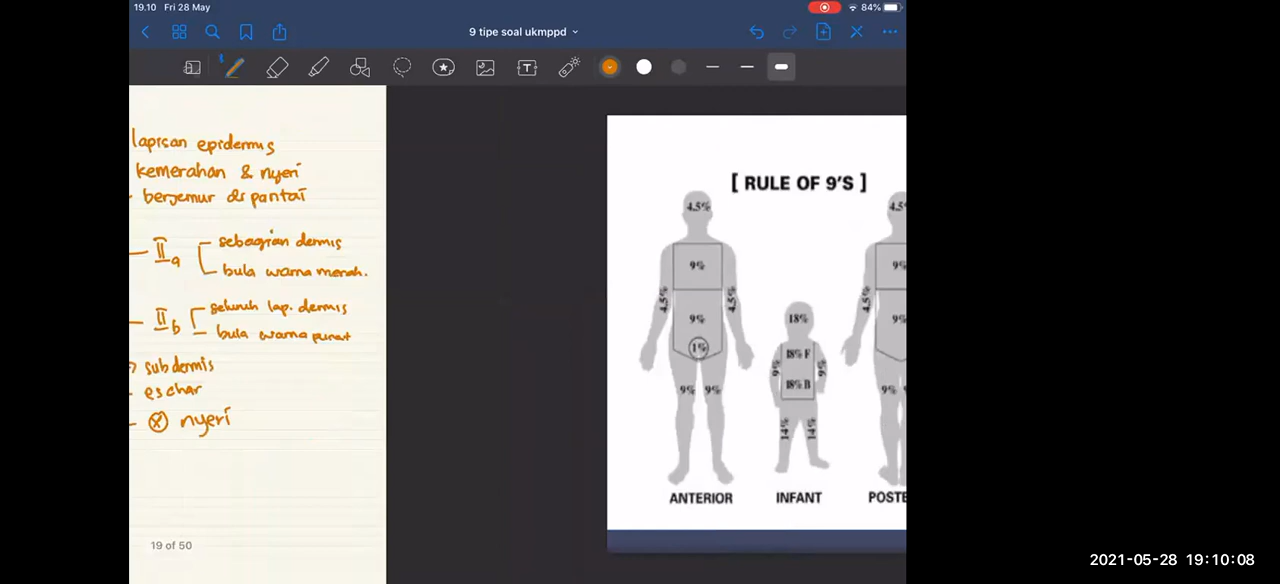 19.10 Fri 28 May
84%
9 tipe soal ukmppd
T
lapisan epidermis
kemerahan & nyeri
- berjemur di pantai
IIa
sebagian dermis
bula warna merah.
IIb
seluruh lap. dermis
bula warna pucat
subdermis
- eschar
- ⊗ nyeri
19 of 50
[ RULE OF 9'S ]
4.5%
9%
4.5%
4.5%
9%
1%
9%
9%
ANTERIOR
18%
18% F
9%
9%
18% B
14%
14%
INFANT
4.5
9%
4.5%
9%
9%
POSTE
2021-05-28 19:10:08